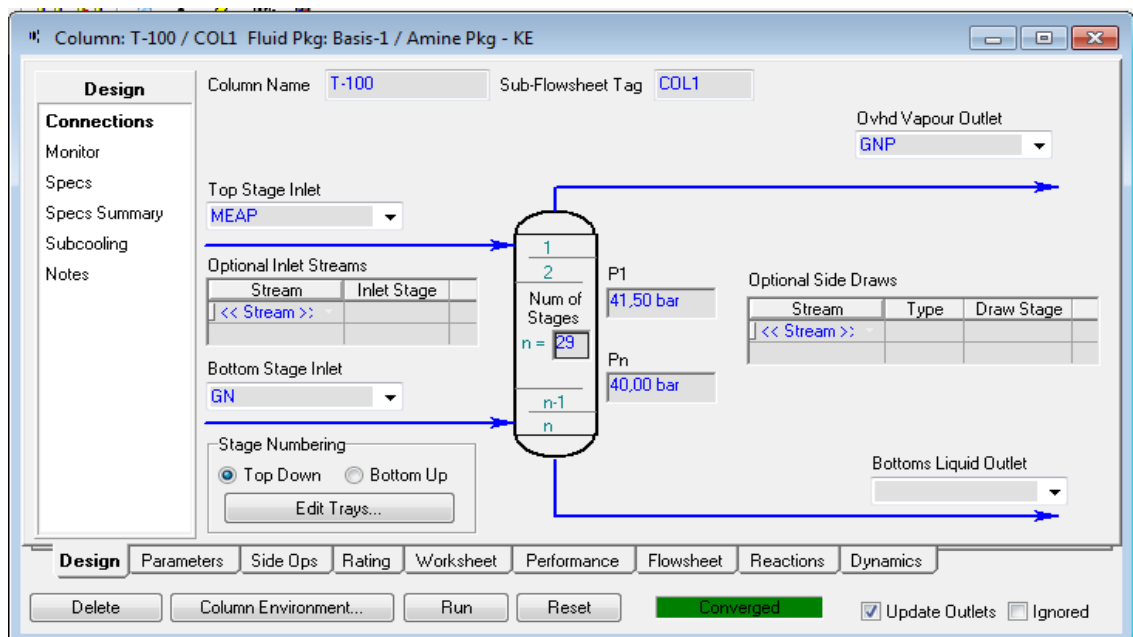 Column: T-100 / COL1 Fluid Pkg: Basis-1 / Amine Pkg - KE
Design
Connections
Monitor
Specs
Specs Summary
Subcooling
Notes
Column Name T-100 Sub-Flowsheet Tag COL1
Ovhd Vapour Outlet
GNP
Top Stage Inlet
MEAP
Optional Inlet Streams
Stream Inlet Stage
<< Stream >>
Bottom Stage Inlet
GN
1
2
Num of
Stages
n = 29
n-1
n
P1
41,50 bar
Pn
40,00 bar
Optional Side Draws
Stream Type Draw Stage
<< Stream >>
Stage Numbering
Top Down Bottom Up
Edit Trays...
Bottoms Liquid Outlet
Design Parameters Side Ops Rating Worksheet Performance Flowsheet Reactions Dynamics
Delete Column Environment... Run Reset Converged Update Outlets Ignored